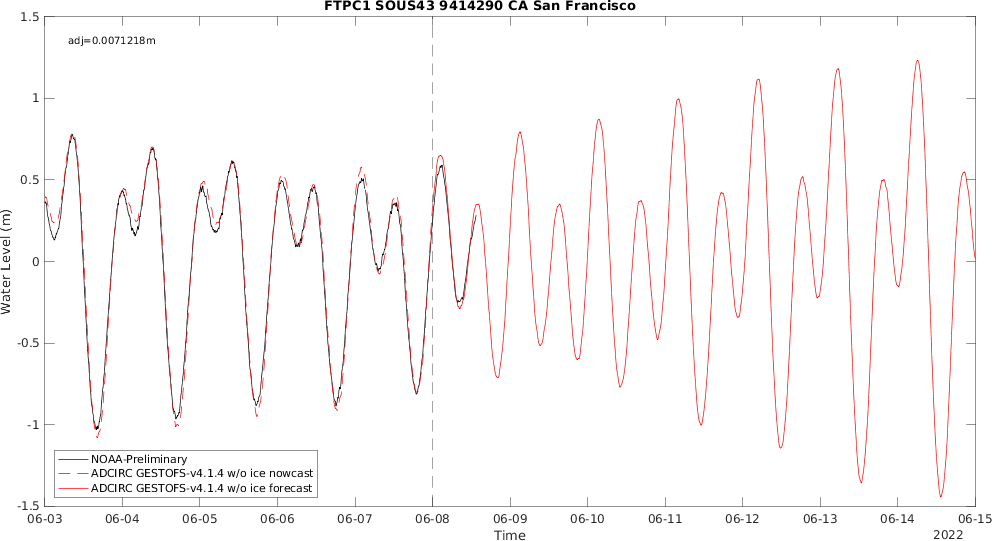 FTPC1 SOUS43 9414290 CA San Francisco
adj=0.0071218m
1.5
1
0.5
0
-0.5
-1
-1.5
Water Level (m)
NOAA-Preliminary
ADCIRC GESTOFS-v4.1.4 w/o ice nowcast
ADCIRC GESTOFS-v4.1.4 w/o ice forecast
06-03 06-04 06-05 06-06 06-07 06-08 06-09 06-10 06-11 06-12 06-13 06-14 06-15
Time
2022